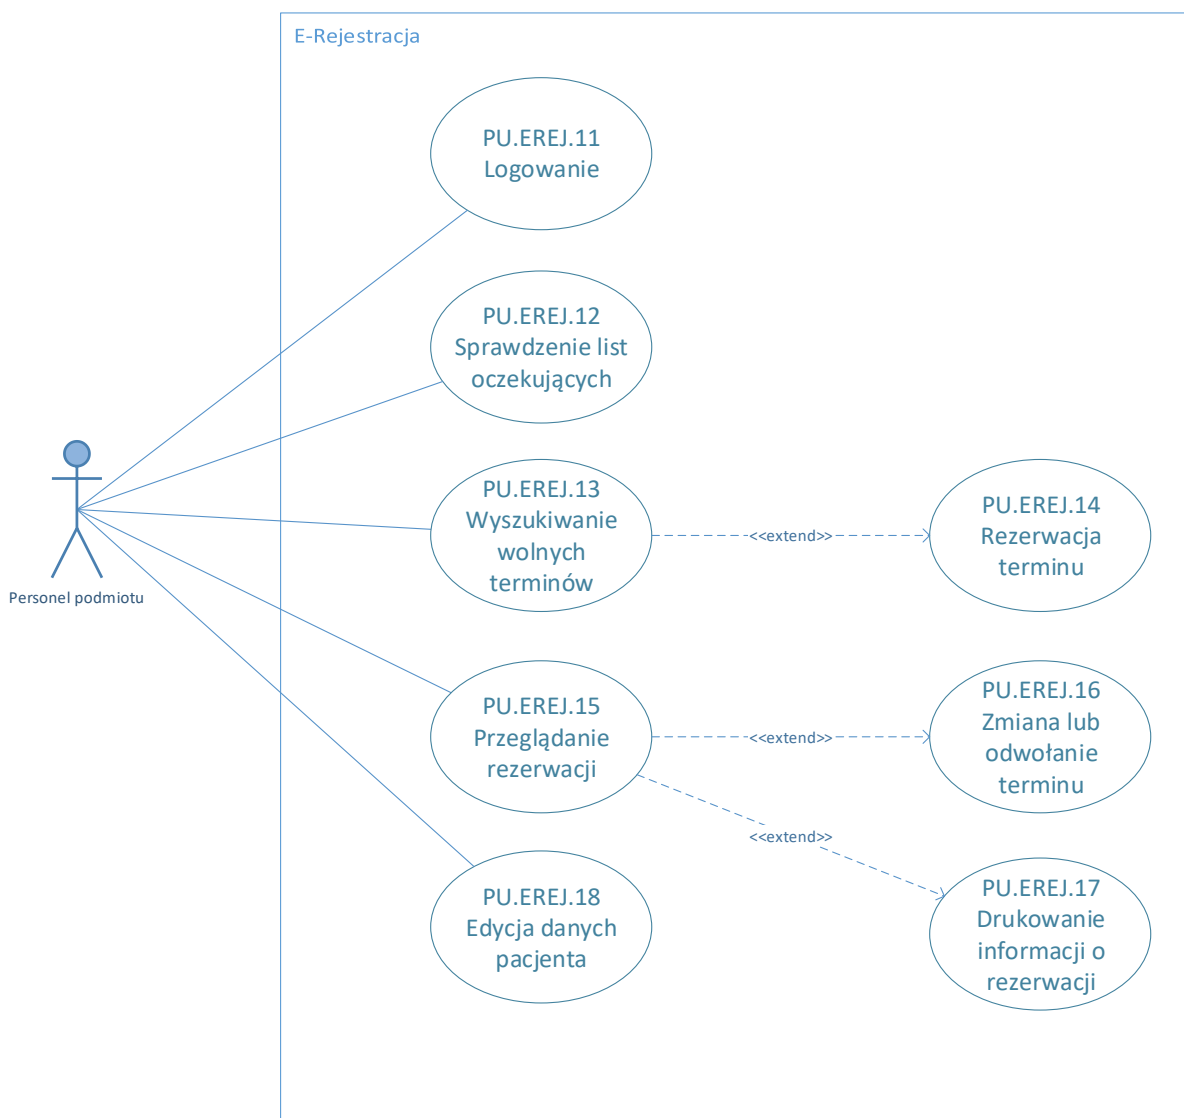 E-Rejestracja
PU.EREJ.11
Logowanie
PU.EREJ.12
Sprawdzenie list
oczekujących
PU.EREJ.13
Wyszukiwanie
wolnych
terminów
<<extend>>
PU.EREJ.14
Rezerwacja
terminu
Personel podmiotu
PU.EREJ.15
Przeglądanie
rezerwacji
<<extend>>
PU.EREJ.16
Zmiana lub
odwołanie
terminu
<<extend>>
PU.EREJ.18
Edycja danych
pacjenta
PU.EREJ.17
Drukowanie
informacji o
rezerwacji